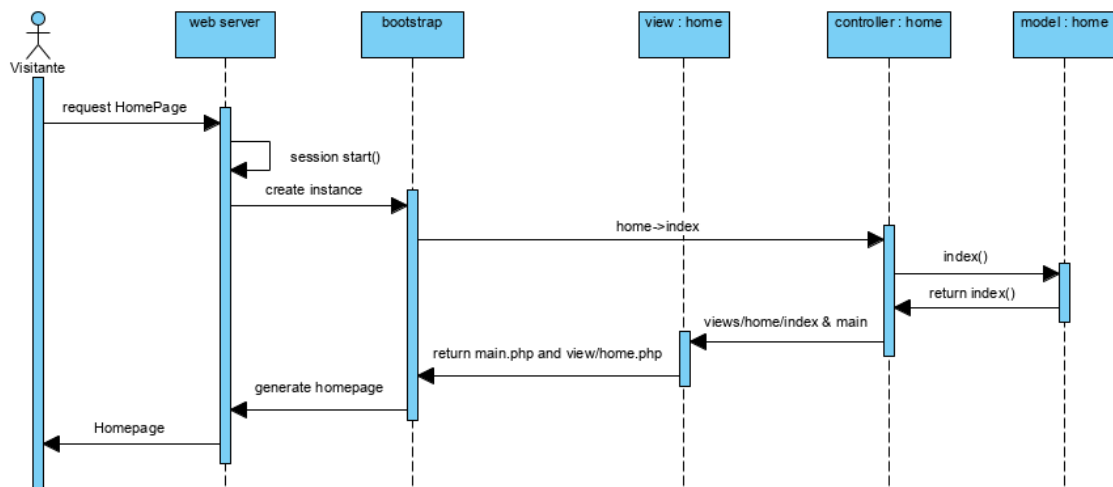 web server
bootstrap
view : home
controller : home
model : home
Visitante
request HomePage
session start()
create instance
home->index
index()
return index()
views/home/index & main
return main.php and view/home.php
generate homepage
Homepage